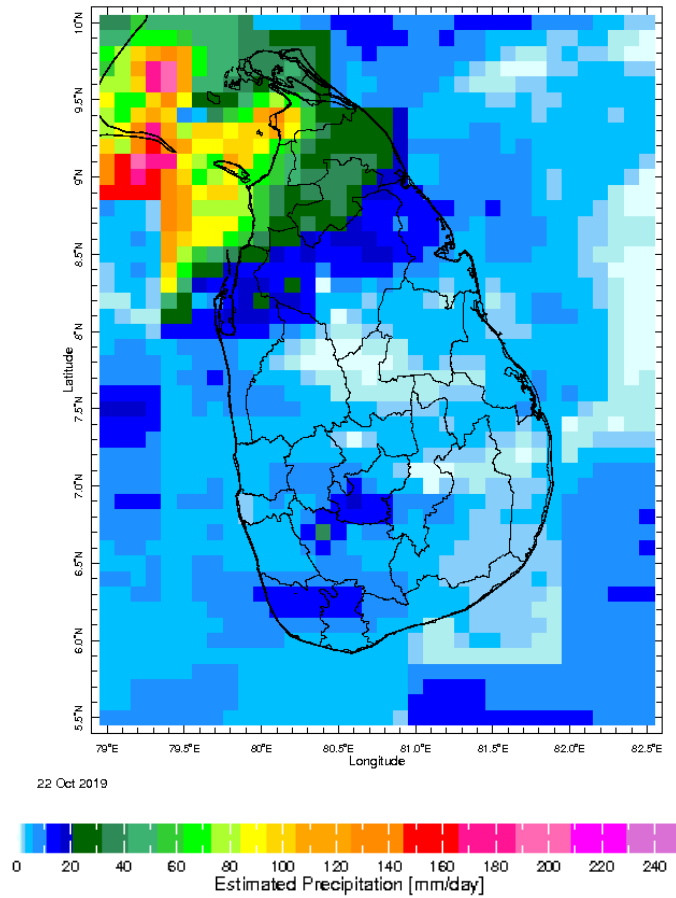 10°N
9.5°N
9°N
8.5°N
8°N
7.5°N
7.0°N
6.5°N
6.0°N
5.5°N
Latitude
79°E 79.5°E 80°E 80.5°E 81.0°E 81.5°E 82.0°E 82.5°E
Longitude
22 Oct 2019
0 20 40 60 80 100 120 140 160 180 200 220 240
Estimated Precipitation [mm/day]